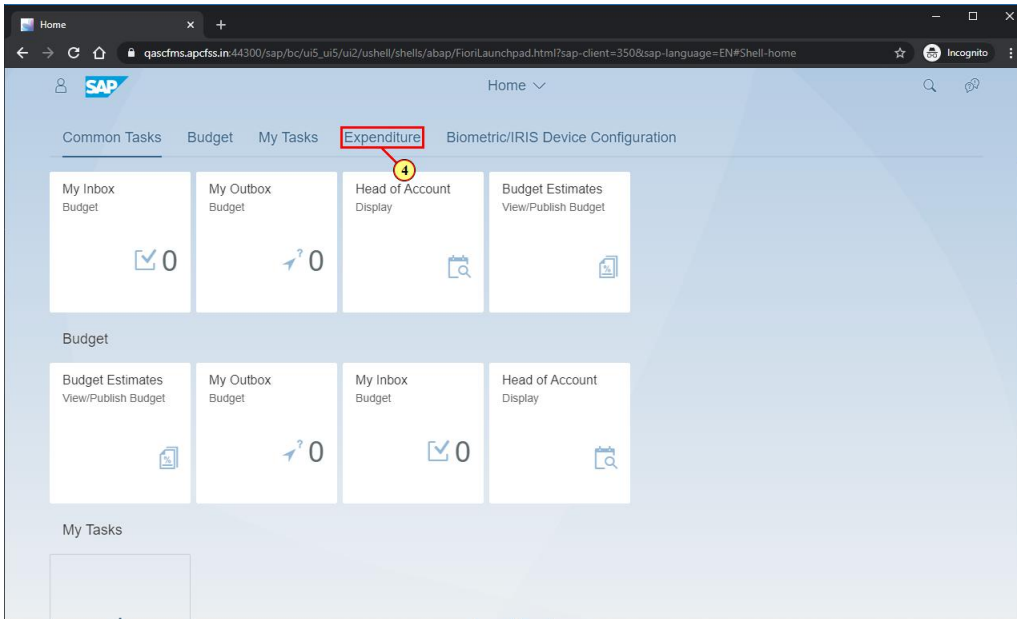 Home
qascfms.apcfss.in:44300/sap/bc/ui5_ui5/ui2/ushell/shells/abap/FioriLaunchpad.html?sap-client=350&sap-language=EN#Shell-home
Incognito
SAP
Home
Common Tasks Budget My Tasks Expenditure Biometric/IRIS Device Configuration
4
My Inbox
Budget
0
My Outbox
Budget
? 0
Head of Account
Display
Budget Estimates
View/Publish Budget
%
Budget
Budget Estimates
View/Publish Budget
%
My Outbox
Budget
? 0
My Inbox
Budget
0
Head of Account
Display
My Tasks